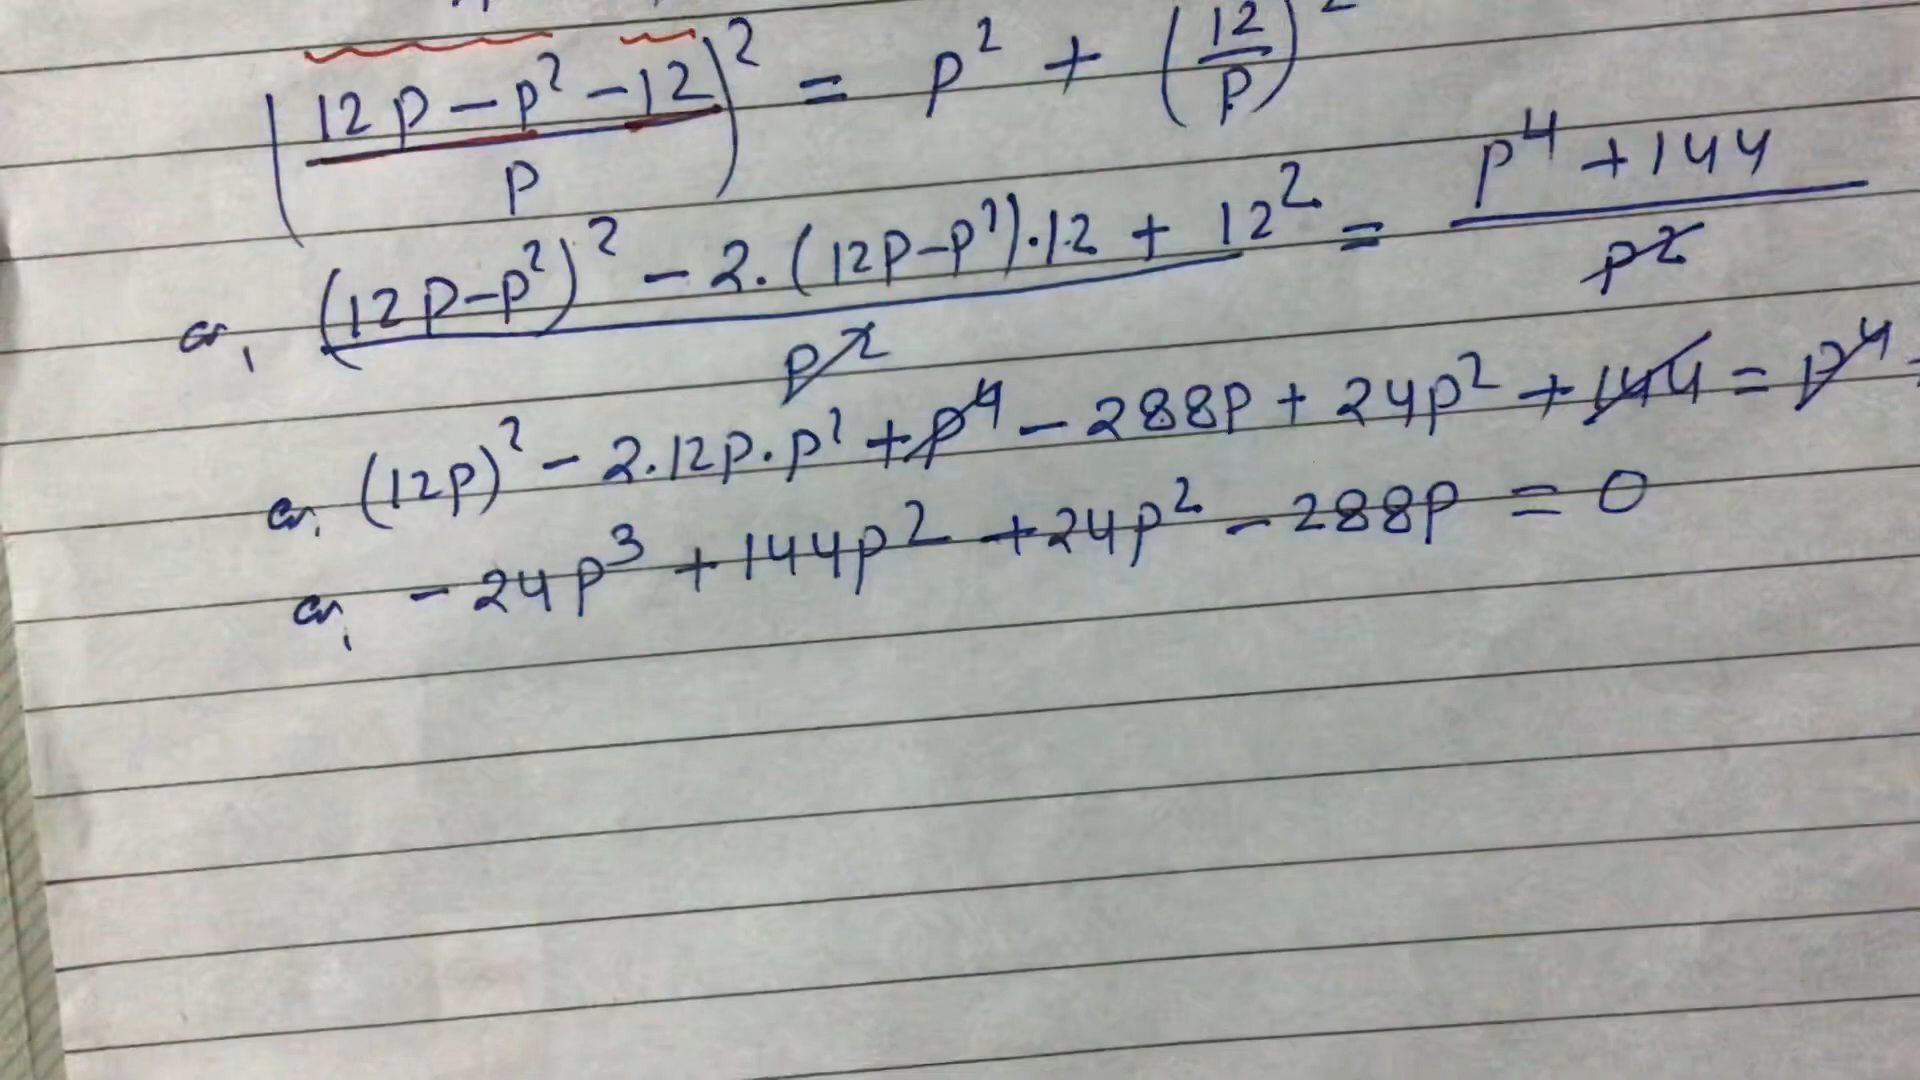 ((12p - p² - 12)/p)² = p² + (12/p)²
or, ((12p-p²)² - 2.(12p-p²).12 + 12²)/p² = (p⁴ + 144)/p²
or, (12p)² - 2.12p.p² + p⁴ - 288p + 24p² + 144 = p⁴
or, -24p³ + 144p² + 24p² - 288p = 0